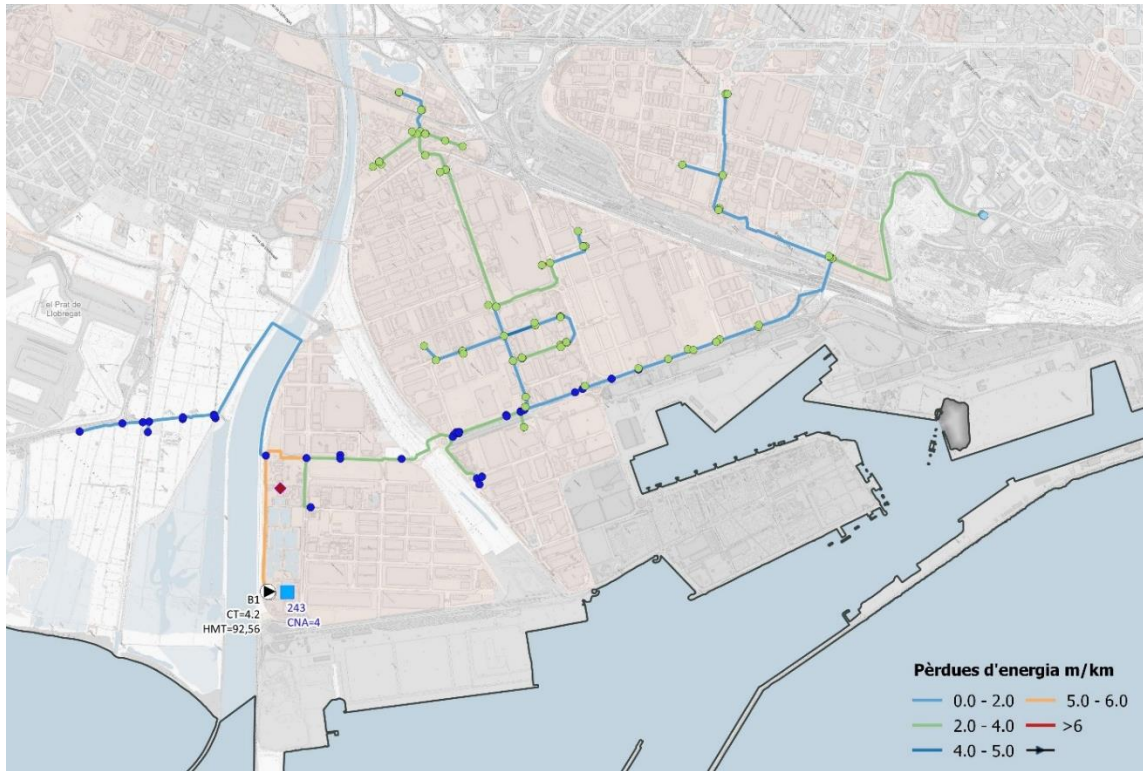 el Prat de
Llobregat
B1
CT=4.2
HMT=92,56
243
CNA=4
Pèrdues d'energia m/km
0.0 - 2.0
5.0 - 6.0
2.0 - 4.0
>6
4.0 - 5.0